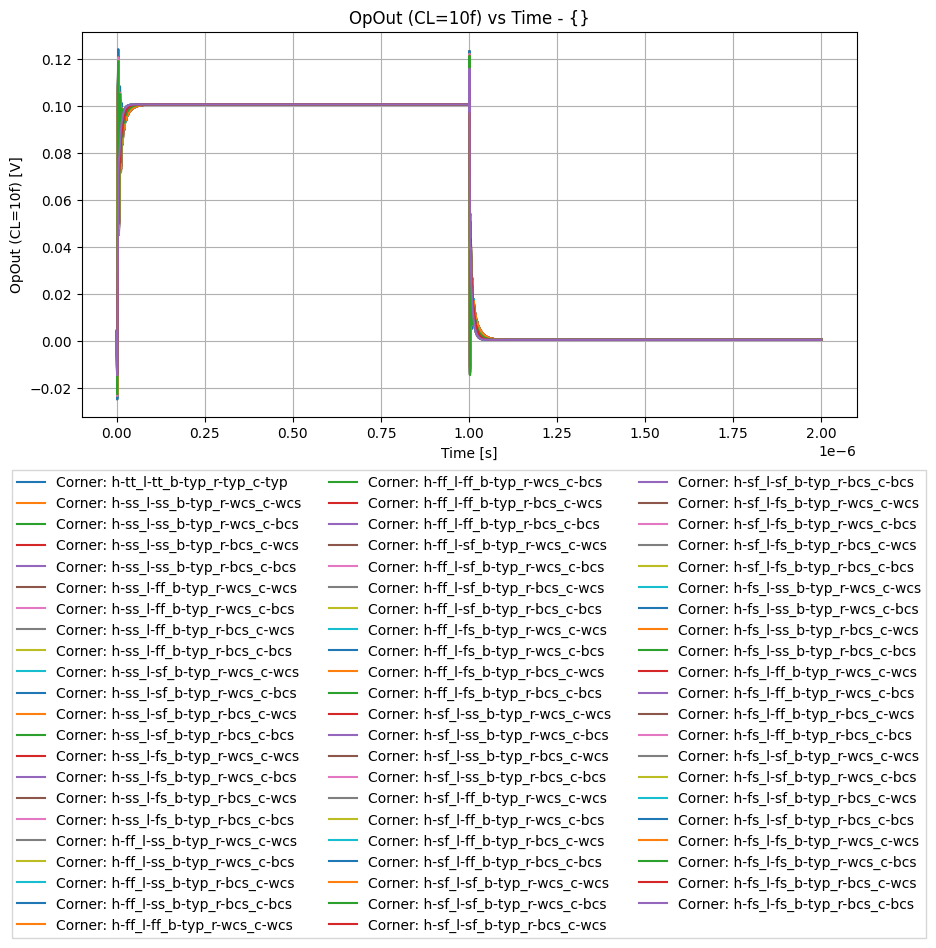 OpOut (CL=10f) vs Time - {}
OpOut (CL=10f) [V]
0.12
0.10
0.08
0.06
0.04
0.02
0.00
−0.02
0.00 0.25 0.50 0.75 1.00 1.25 1.50 1.75 2.00
1e−6
Time [s]
Corner: h-tt_l-tt_b-typ_r-typ_c-typ
Corner: h-ss_l-ss_b-typ_r-wcs_c-wcs
Corner: h-ss_l-ss_b-typ_r-wcs_c-bcs
Corner: h-ss_l-ss_b-typ_r-bcs_c-wcs
Corner: h-ss_l-ss_b-typ_r-bcs_c-bcs
Corner: h-ss_l-ff_b-typ_r-wcs_c-wcs
Corner: h-ss_l-ff_b-typ_r-wcs_c-bcs
Corner: h-ss_l-ff_b-typ_r-bcs_c-wcs
Corner: h-ss_l-ff_b-typ_r-bcs_c-bcs
Corner: h-ss_l-sf_b-typ_r-wcs_c-wcs
Corner: h-ss_l-sf_b-typ_r-wcs_c-bcs
Corner: h-ss_l-sf_b-typ_r-bcs_c-wcs
Corner: h-ss_l-sf_b-typ_r-bcs_c-bcs
Corner: h-ss_l-fs_b-typ_r-wcs_c-wcs
Corner: h-ss_l-fs_b-typ_r-wcs_c-bcs
Corner: h-ss_l-fs_b-typ_r-bcs_c-wcs
Corner: h-ss_l-fs_b-typ_r-bcs_c-bcs
Corner: h-ff_l-ss_b-typ_r-wcs_c-wcs
Corner: h-ff_l-ss_b-typ_r-wcs_c-bcs
Corner: h-ff_l-ss_b-typ_r-bcs_c-wcs
Corner: h-ff_l-ss_b-typ_r-bcs_c-bcs
Corner: h-ff_l-ff_b-typ_r-wcs_c-wcs
Corner: h-ff_l-ff_b-typ_r-wcs_c-bcs
Corner: h-ff_l-ff_b-typ_r-bcs_c-wcs
Corner: h-ff_l-ff_b-typ_r-bcs_c-bcs
Corner: h-ff_l-sf_b-typ_r-wcs_c-wcs
Corner: h-ff_l-sf_b-typ_r-wcs_c-bcs
Corner: h-ff_l-sf_b-typ_r-bcs_c-wcs
Corner: h-ff_l-sf_b-typ_r-bcs_c-bcs
Corner: h-ff_l-fs_b-typ_r-wcs_c-wcs
Corner: h-ff_l-fs_b-typ_r-wcs_c-bcs
Corner: h-ff_l-fs_b-typ_r-bcs_c-wcs
Corner: h-ff_l-fs_b-typ_r-bcs_c-bcs
Corner: h-sf_l-ss_b-typ_r-wcs_c-wcs
Corner: h-sf_l-ss_b-typ_r-wcs_c-bcs
Corner: h-sf_l-ss_b-typ_r-bcs_c-wcs
Corner: h-sf_l-ss_b-typ_r-bcs_c-bcs
Corner: h-sf_l-ff_b-typ_r-wcs_c-wcs
Corner: h-sf_l-ff_b-typ_r-wcs_c-bcs
Corner: h-sf_l-ff_b-typ_r-bcs_c-wcs
Corner: h-sf_l-ff_b-typ_r-bcs_c-bcs
Corner: h-sf_l-sf_b-typ_r-wcs_c-wcs
Corner: h-sf_l-sf_b-typ_r-wcs_c-bcs
Corner: h-sf_l-sf_b-typ_r-bcs_c-wcs
Corner: h-sf_l-sf_b-typ_r-bcs_c-bcs
Corner: h-sf_l-fs_b-typ_r-wcs_c-wcs
Corner: h-sf_l-fs_b-typ_r-wcs_c-bcs
Corner: h-sf_l-fs_b-typ_r-bcs_c-wcs
Corner: h-sf_l-fs_b-typ_r-bcs_c-bcs
Corner: h-fs_l-ss_b-typ_r-wcs_c-wcs
Corner: h-fs_l-ss_b-typ_r-wcs_c-bcs
Corner: h-fs_l-ss_b-typ_r-bcs_c-wcs
Corner: h-fs_l-ss_b-typ_r-bcs_c-bcs
Corner: h-fs_l-ff_b-typ_r-wcs_c-wcs
Corner: h-fs_l-ff_b-typ_r-wcs_c-bcs
Corner: h-fs_l-ff_b-typ_r-bcs_c-wcs
Corner: h-fs_l-ff_b-typ_r-bcs_c-bcs
Corner: h-fs_l-sf_b-typ_r-wcs_c-wcs
Corner: h-fs_l-sf_b-typ_r-wcs_c-bcs
Corner: h-fs_l-sf_b-typ_r-bcs_c-wcs
Corner: h-fs_l-sf_b-typ_r-bcs_c-bcs
Corner: h-fs_l-fs_b-typ_r-wcs_c-wcs
Corner: h-fs_l-fs_b-typ_r-wcs_c-bcs
Corner: h-fs_l-fs_b-typ_r-bcs_c-wcs
Corner: h-fs_l-fs_b-typ_r-bcs_c-bcs